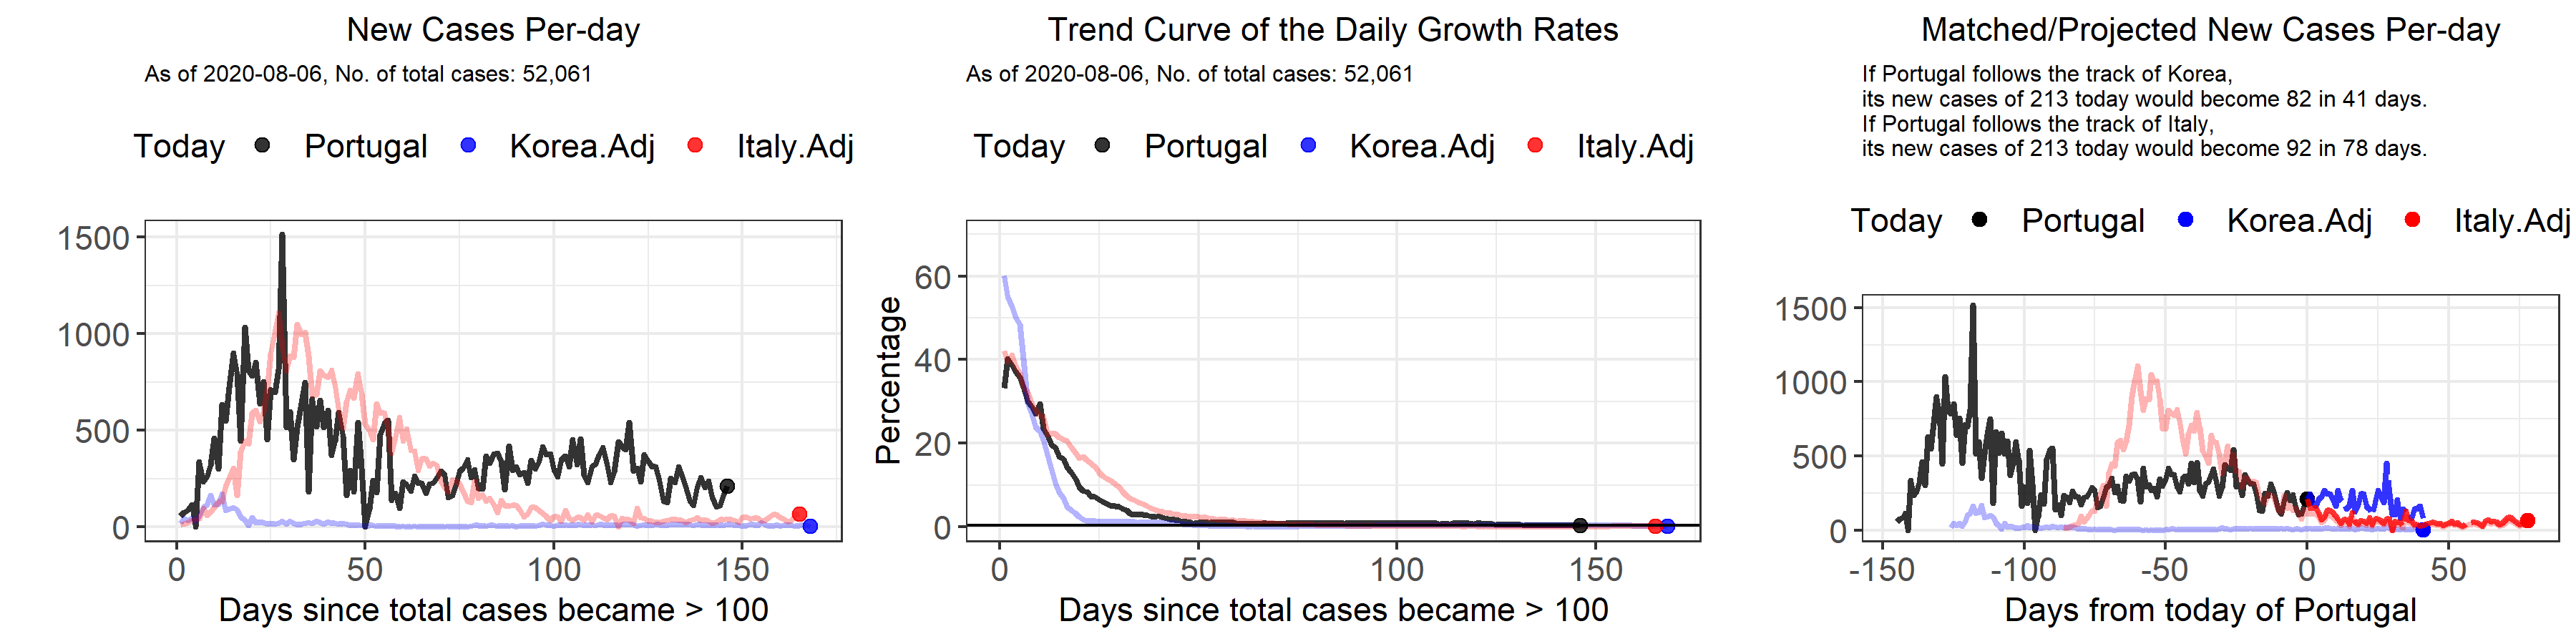 New Cases Per-day
As of 2020-08-06, No. of total cases: 52,061
Today Portugal Korea.Adj Italy.Adj
1500
1000
500
0
0 50 100 150
Days since total cases became > 100
Trend Curve of the Daily Growth Rates
As of 2020-08-06, No. of total cases: 52,061
Today Portugal Korea.Adj Italy.Adj
Percentage
60
40
20
0
0 50 100 150
Days since total cases became > 100
Matched/Projected New Cases Per-day
If Portugal follows the track of Korea,
its new cases of 213 today would become 82 in 41 days.
If Portugal follows the track of Italy,
its new cases of 213 today would become 92 in 78 days.
Today Portugal Korea.Adj Italy.Adj
1500
1000
500
0
-150 -100 -50 0 50
Days from today of Portugal